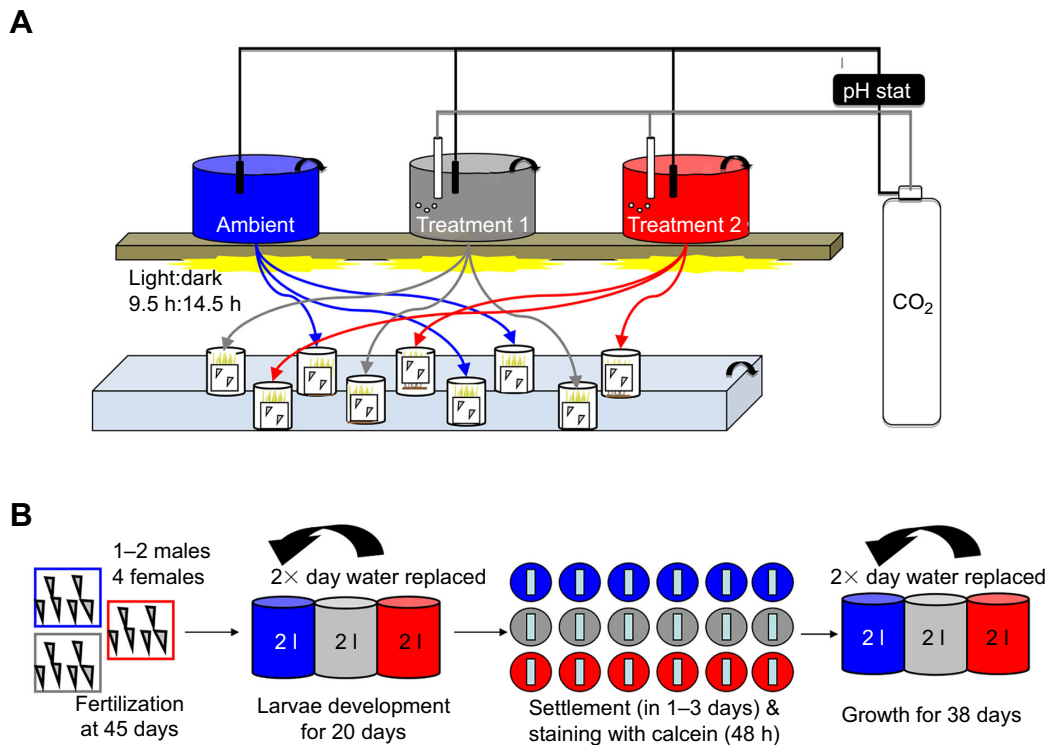 A
pH stat
Ambient
Treatment 1
Treatment 2
Light:dark
9.5 h:14.5 h
CO2
B
1–2 males
4 females
2× day water replaced
2 l
2 l
2 l
Fertilization
at 45 days
Larvae development
for 20 days
Settlement (in 1–3 days) &
staining with calcein (48 h)
2× day water replaced
2 l
2 l
2 l
Growth for 38 days